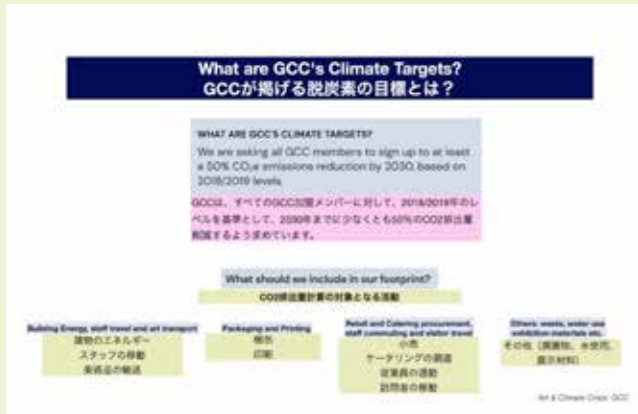 What are GCC's Climate Targets?
GCCが掲げる脱炭素の目標とは？
WHAT ARE GCC'S CLIMATE TARGETS?
We are asking all GCC members to sign up to at least
a 50% CO₂e emissions reduction by 2030, based on
2018/2019 levels.
GCCは、すべてのGCC加盟メンバーに対して、2018/2019年のレ
ベルを基準として、2030年までに少なくとも50%のCO2排出量
削減するよう求めています。
What should we include in our footprint?
CO2排出量計算の対象となる活動
Building Energy, staff travel and art transport
建物のエネルギー
スタッフの移動
美術品の輸送
Packaging and Printing
梱包
印刷
Retail and Catering procurement,
staff commuting and visitor travel
小売
ケータリングの調達
従業員の通勤
訪問者の移動
Others: waste, water use
exhibition materials etc.
その他（廃棄物、水使用、
展示材料）
Art & Climate Crisis: GCC